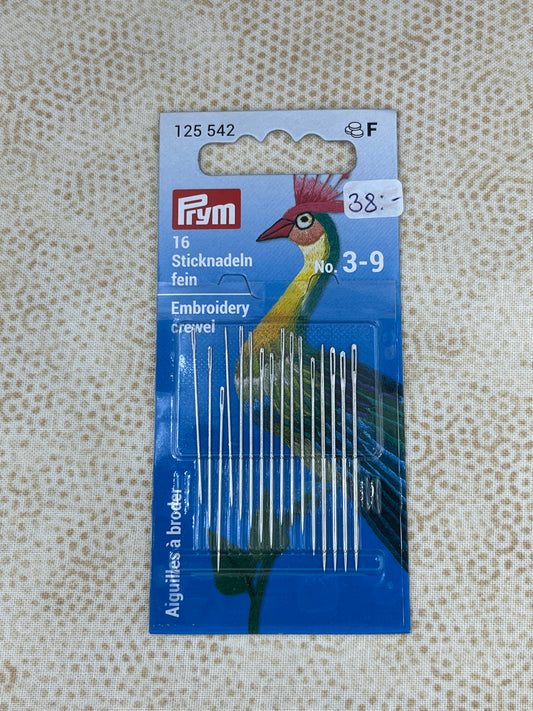 125 542
F
Prym
38:-
16
Sticknadeln
fein
No. 3-9
Embroidery
crewel
Aiguilles à broder